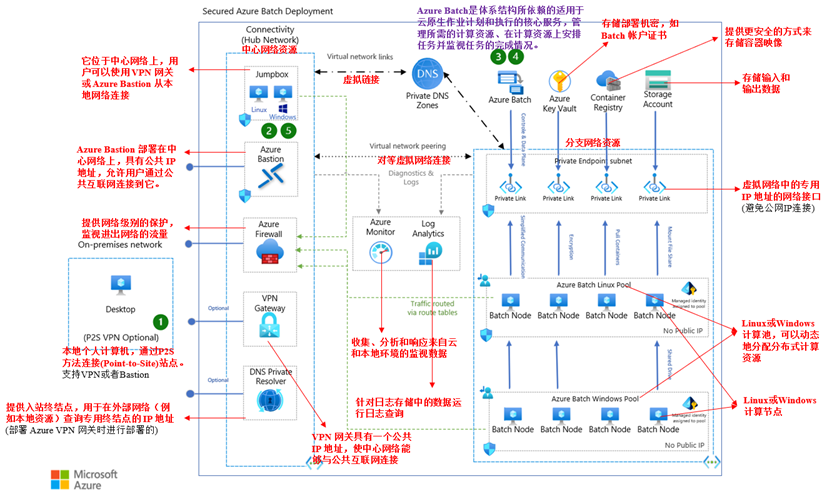 Secured Azure Batch Deployment
Azure Batch是体系结构所依赖的适用于
云原生作业计划和执行的核心服务，管
理所需的计算资源、在计算资源上安排
任务并监视任务的完成情况。
Connectivity
(Hub Network)
中心网络资源
它位于中心网络上，用
户可以使用 VPN 网关
或 Azure Bastion 从本
地网络连接
Jumpbox
Linux
Windows
2
5
Virtual network links
虚拟链接
DNS
Private DNS
Zones
3
4
Azure Batch
存储部署机密，如
Batch 帐户证书
Azure
Key Vault
提供更安全的方式来
存储容器映像
Container
Registry
存储输入和
输出数据
Storage
Account
Azure Bastion 部署在中
心网络上，具有公共 IP
地址，允许用户通过公
共互联网连接到它。
Azure
Bastion
Virtual network peering
对等虚拟网络连接
Diagnostics &
Logs
Controle & Data Plane
分支网络资源
Private Endpoint subnet
Private Link
Private Link
Private Link
Private Link
虚拟网络中的专用
IP 地址的网络接口
(避免公网IP连接)
提供网络级别的保护，
监视进出网络的流量
On-premises network
Azure
Firewall
Azure
Monitor
Log
Analytics
Simplified Communication
Encryption
Pull Containers
Mount File Share
Desktop
1
(P2S VPN Optional)
本地个人计算机，通过P2S
方法连接(Point-to-Site)站点。
支持VPN或者Bastion
Optional
VPN
Gateway
Traffic routed
via route tables
Azure Batch Linux Pool
Batch Node
Batch Node
Batch Node
Batch Node
Managed identity
assigned to pool
No Public IP
Linux或Windows
计算池，可以动态
地分配分布式计算
资源
收集、分析和响应来自云
和本地环境的监视数据
Shared Drive
Optional
DNS Private
Resolver
提供入站终结点，用于在外部网络（例
如本地资源）查询专用终结点的 IP 地址
(部署 Azure VPN 网关时进行部署的)
针对日志存储中的数据运
行日志查询
Azure Batch Windows Pool
Batch Node
Batch Node
Batch Node
Batch Node
Managed identity
assigned to pool
No Public IP
Linux或Windows
计算节点
VPN 网关具有一个公共
IP 地址，使中心网络能
够与公共互联网连接
Microsoft
Azure